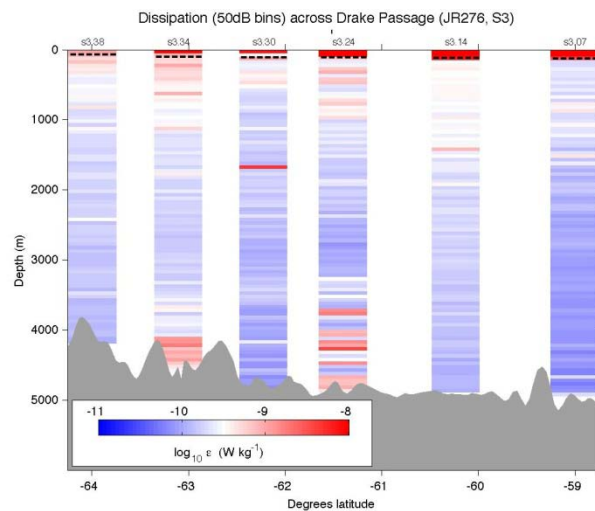 Dissipation (50dB bins) across Drake Passage (JR276, S3)
s3.38 s3.34 s3.30 s3.24 s3.14 s3.07
0
1000
2000
3000
4000
5000
Depth (m)
-11 -10 -9 -8
log10 ε (W kg-1)
-64 -63 -62 -61 -60 -59
Degrees latitude